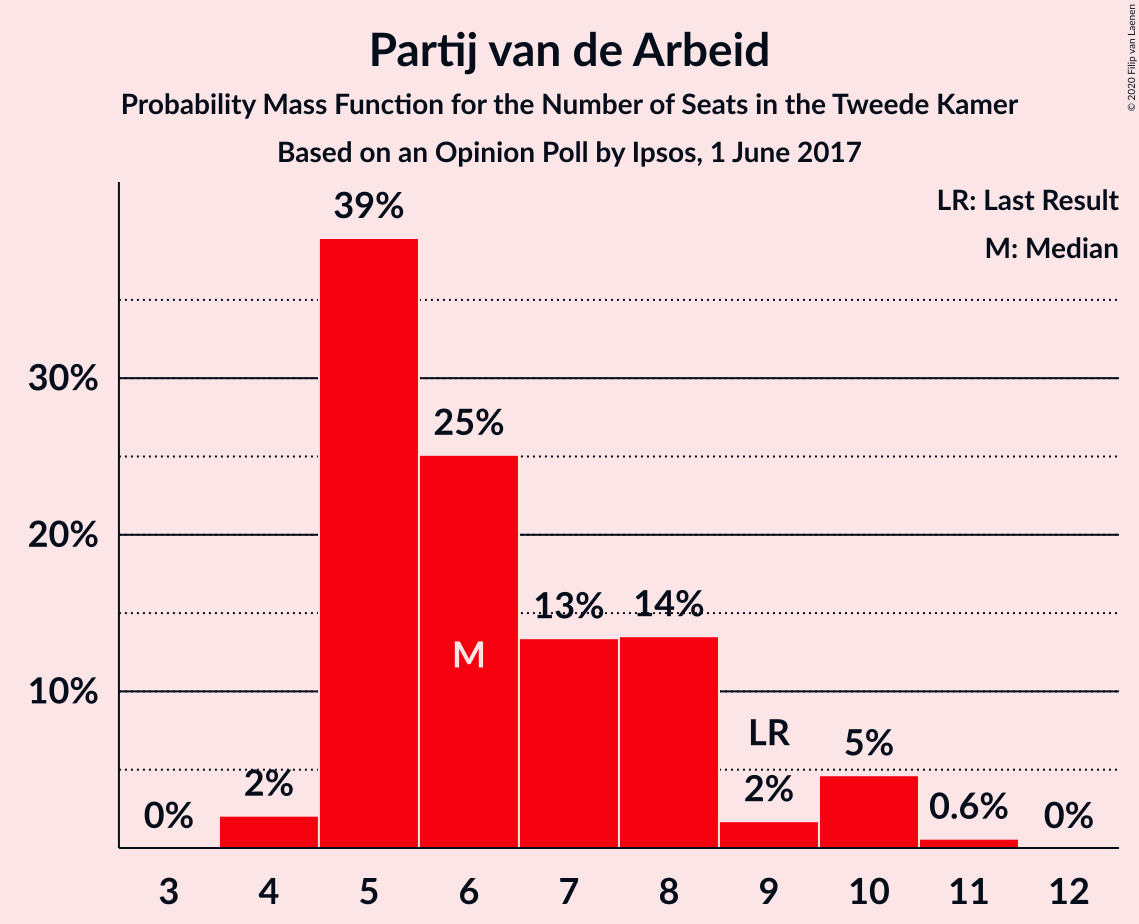 Partij van de Arbeid
Probability Mass Function for the Number of Seats in the Tweede Kamer
Based on an Opinion Poll by Ipsos, 1 June 2017
© 2020 Filip van Laenen
LR: Last Result
M: Median
39%
30%
25%
20%
13%
14%
M
10%
LR
5%
2%
2%
0.6%
0%
0%
3 4 5 6 7 8 9 10 11 12